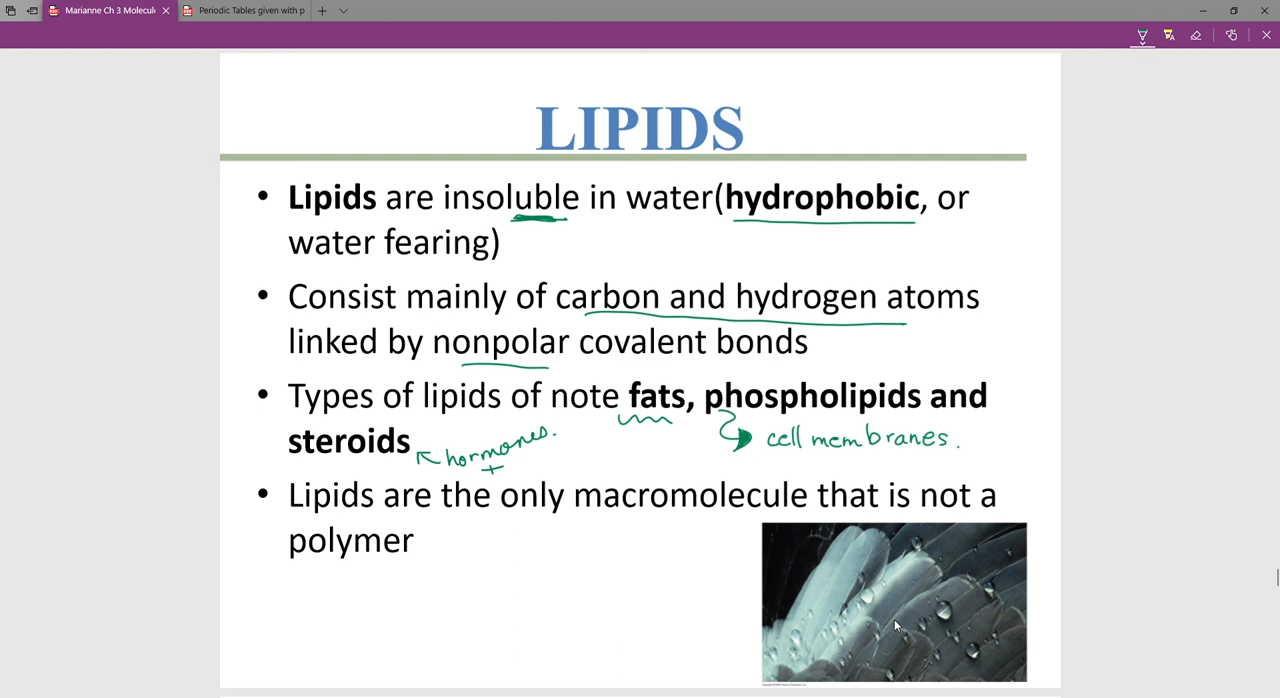 Marianne Ch 3 Molecul
Periodic Tables given with p
LIPIDS
• Lipids are insoluble in water(hydrophobic, or
water fearing)
• Consist mainly of carbon and hydrogen atoms
linked by nonpolar covalent bonds
• Types of lipids of note fats, phospholipids and
steroids
hormones.
+
cell membranes.
• Lipids are the only macromolecule that is not a
polymer